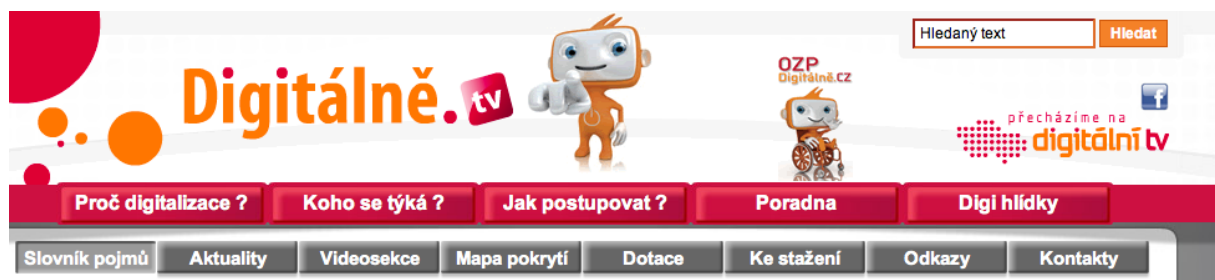 Hledaný text
Hledat
Digitálně.tv
OZP
Digitálně.cz
přecházíme na
digitální tv
Proč digitalizace ?
Koho se týká ?
Jak postupovat ?
Poradna
Digi hlídky
Slovník pojmů
Aktuality
Videosekce
Mapa pokrytí
Dotace
Ke stažení
Odkazy
Kontakty